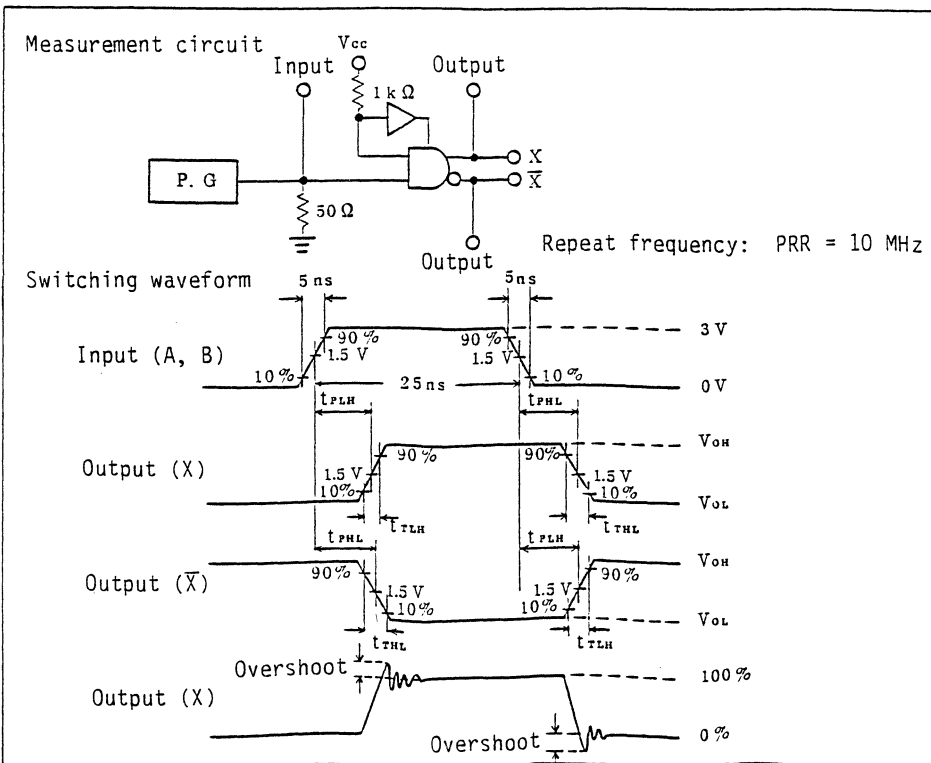 Measurement circuit
Vcc
Input
Output
1 kΩ
P. G
X
X̅
50 Ω
Output
Repeat frequency: PRR = 10 MHz
Switching waveform
5 ns
5 ns
3 V
90 %
90 %
Input (A, B)
1.5 V
1.5 V
10 %
10 %
0 V
25 ns
tPLH
tPHL
VOH
90 %
90 %
Output (X)
1.5 V
1.5 V
10 %
10 %
VOL
tTLH
tTHL
tPHL
tPLH
VOH
90 %
90 %
Output (X̅)
1.5 V
1.5 V
10 %
10 %
VOL
tTHL
tTLH
Overshoot
100 %
Output (X)
0 %
Overshoot